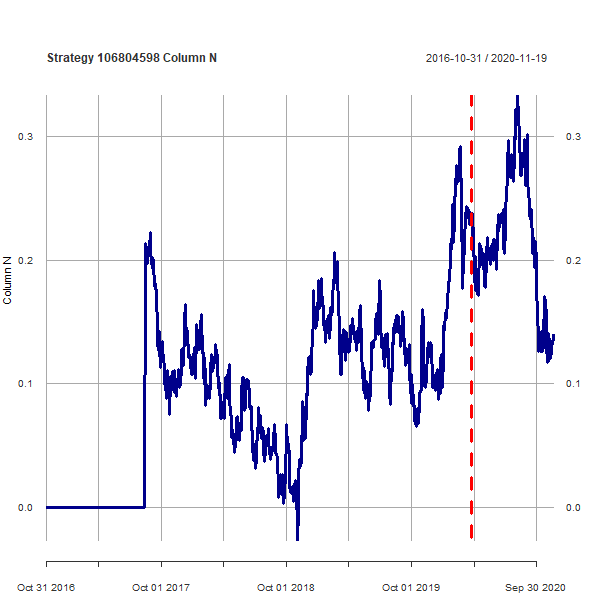 Strategy 106804598 Column N
2016-10-31 / 2020-11-19
Column N
0.3
0.3
0.2
0.2
0.1
0.1
0.0
0.0
Oct 31 2016
Oct 01 2017
Oct 01 2018
Oct 01 2019
Sep 30 2020